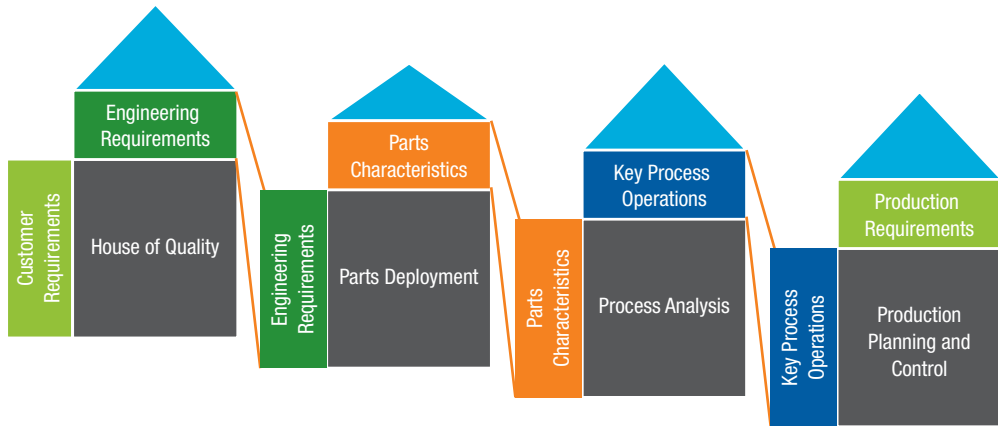 Engineering
Requirements
Customer
Requirements
House of Quality
Parts
Characteristics
Engineering
Requirements
Parts Deployment
Key Process
Operations
Parts
Characteristics
Process Analysis
Production
Requirements
Key Process
Operations
Production
Planning and
Control